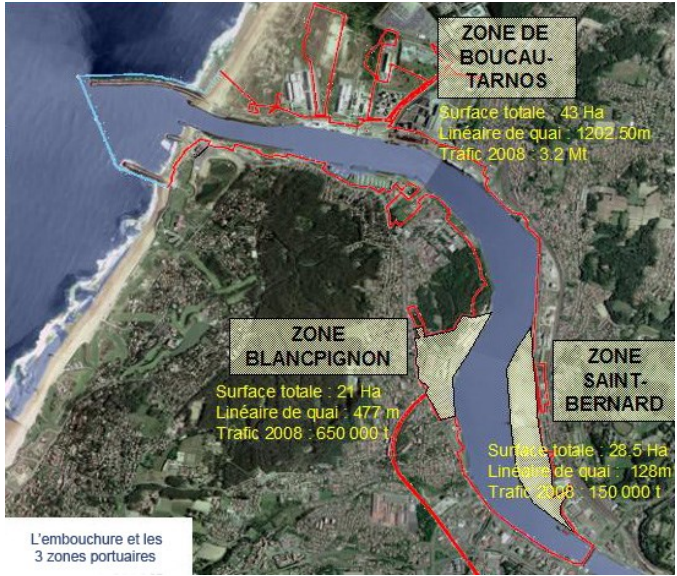 ZONE DE
BOUCAU-
TARNOS
Surface totale : 43 Ha
Linéaire de quai : 1202.50m
Trafic 2008 : 3.2 Mt
ZONE
BLANCPIGNON
Surface totale : 21 Ha
Linéaire de quai : 477 m
Trafic 2008 : 650 000 t
ZONE
SAINT-
BERNARD
Surface totale : 28.5 Ha
Linéaire de quai : 128m
Trafic 2008 : 150 000 t
L'embouchure et les
3 zones portuaires